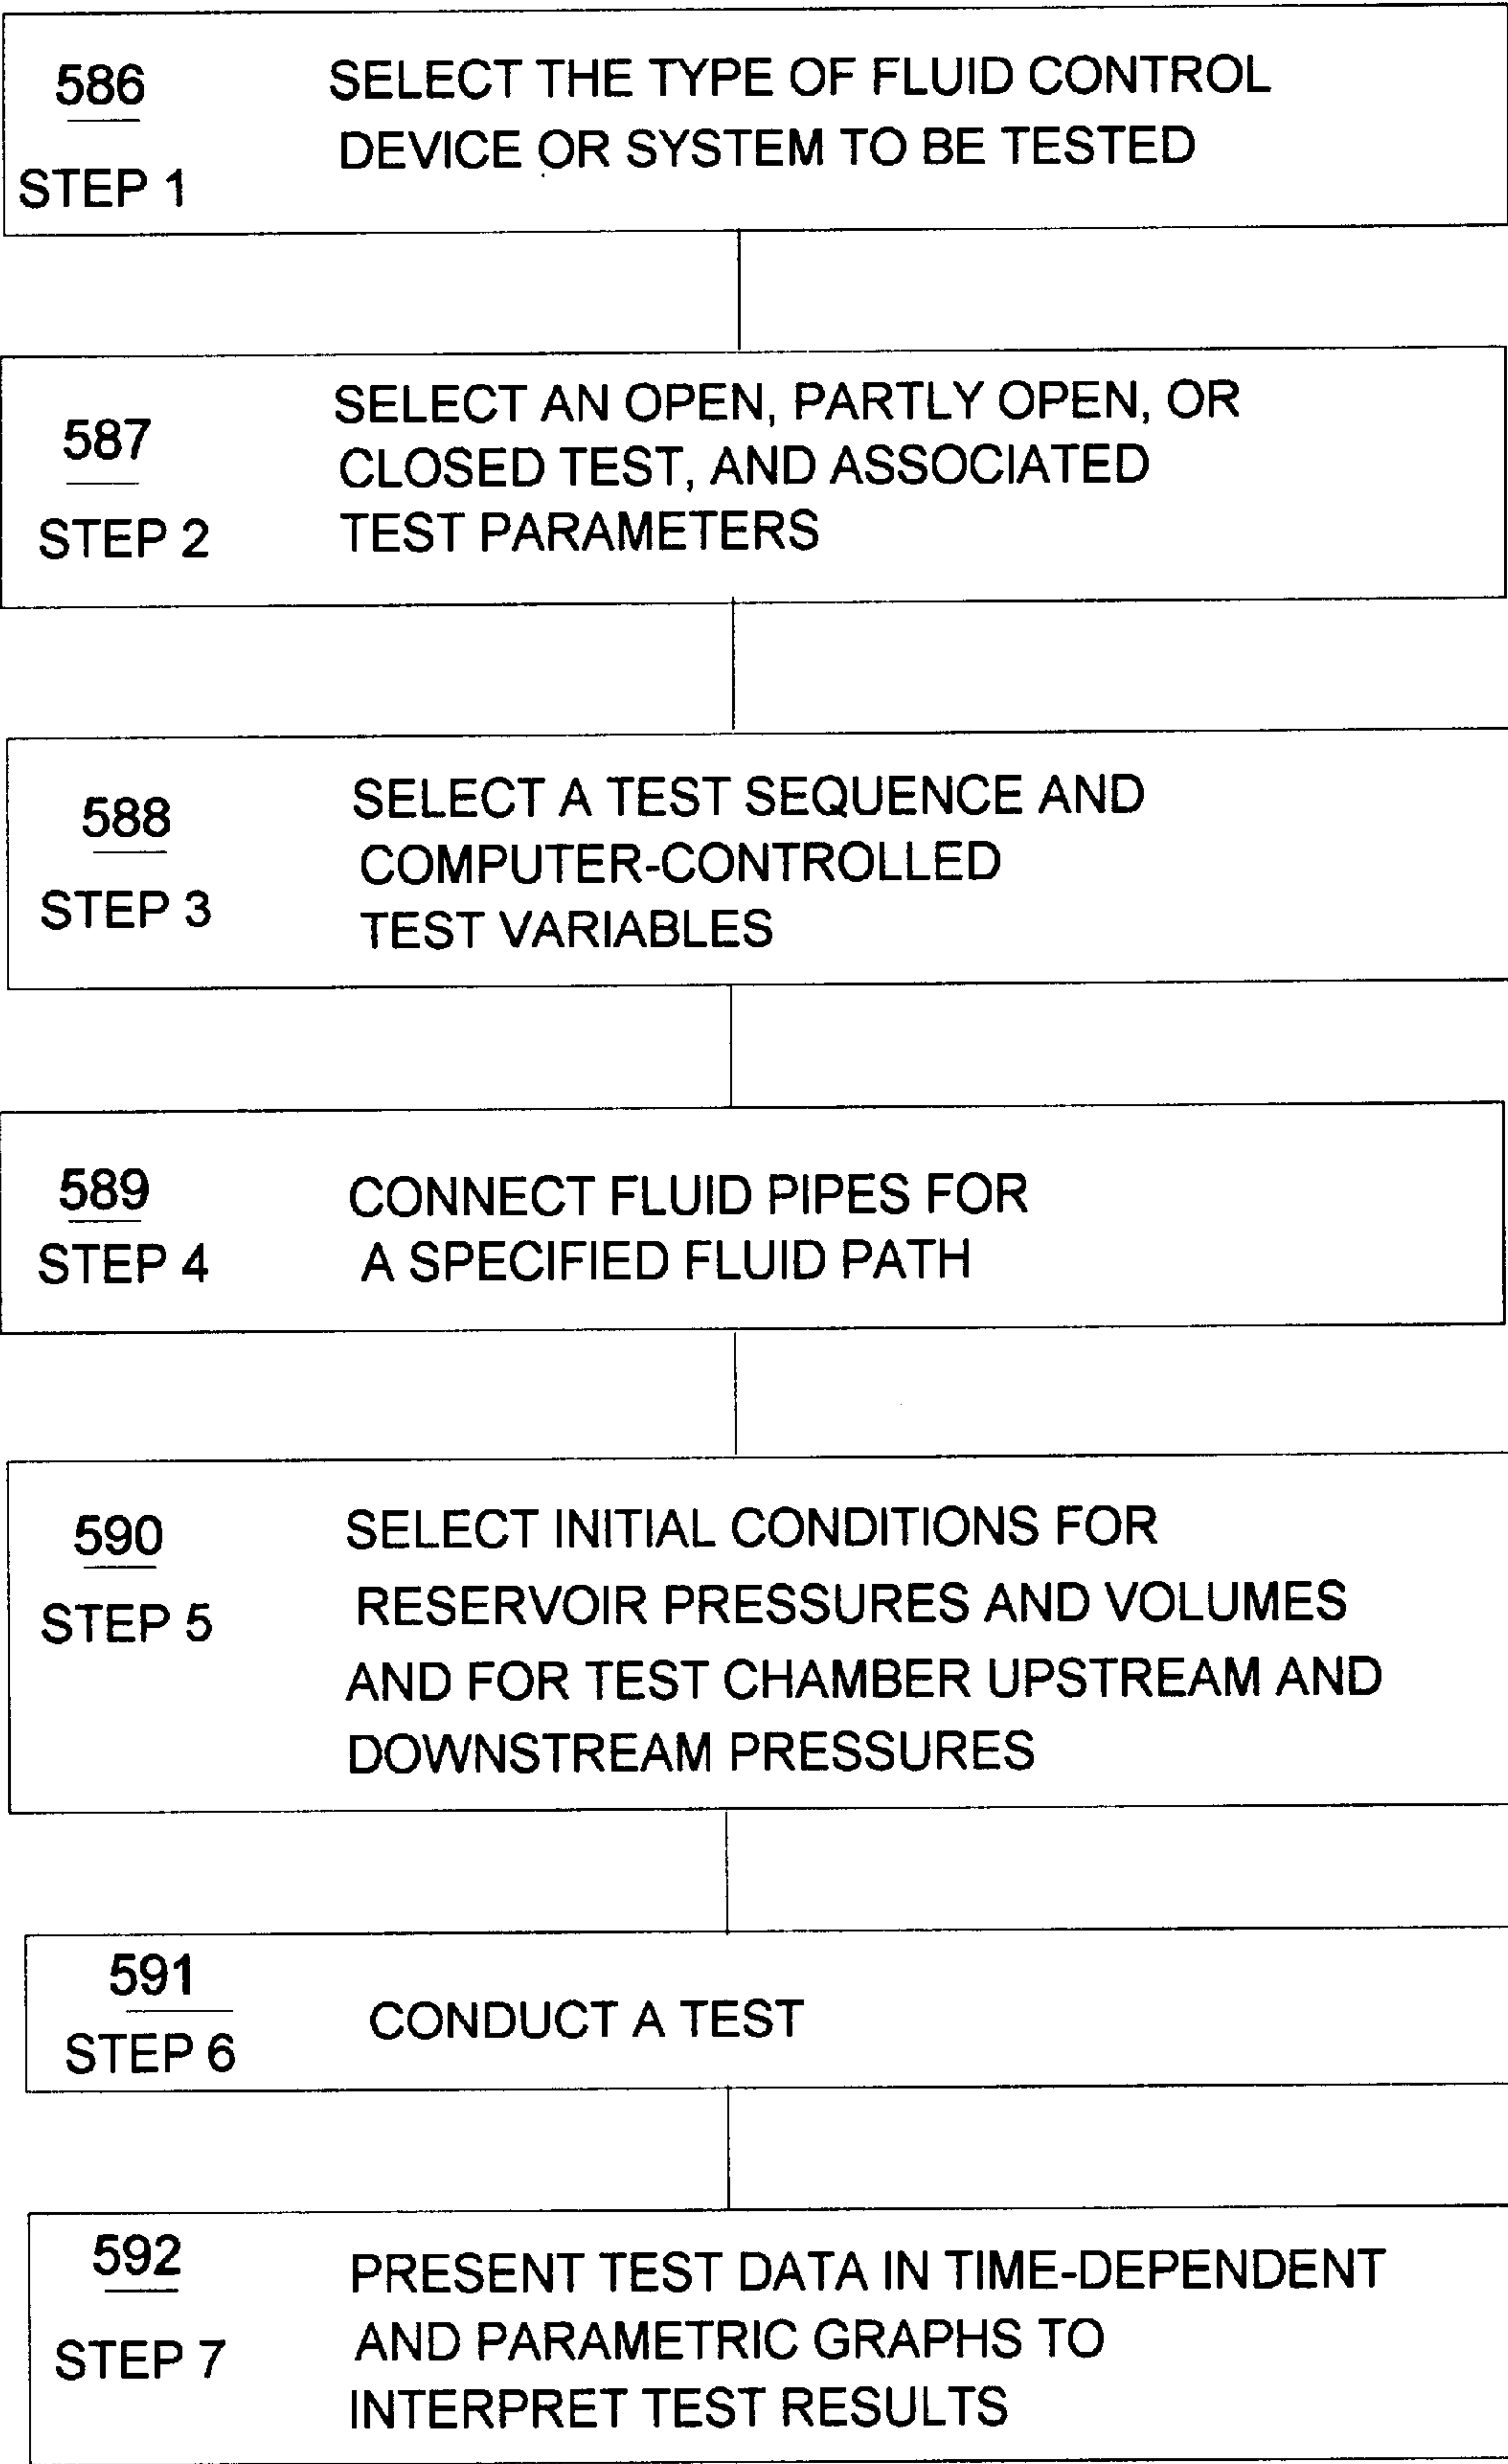 586
SELECT THE TYPE OF FLUID CONTROL
DEVICE OR SYSTEM TO BE TESTED
STEP 1
587
SELECT AN OPEN, PARTLY OPEN, OR
CLOSED TEST, AND ASSOCIATED
STEP 2
TEST PARAMETERS
588
SELECT A TEST SEQUENCE AND
COMPUTER-CONTROLLED
STEP 3
TEST VARIABLES
589
CONNECT FLUID PIPES FOR
STEP 4
A SPECIFIED FLUID PATH
590
SELECT INITIAL CONDITIONS FOR
STEP 5
RESERVOIR PRESSURES AND VOLUMES
AND FOR TEST CHAMBER UPSTREAM AND
DOWNSTREAM PRESSURES
591
STEP 6
CONDUCT A TEST
592
PRESENT TEST DATA IN TIME-DEPENDENT
STEP 7
AND PARAMETRIC GRAPHS TO
INTERPRET TEST RESULTS